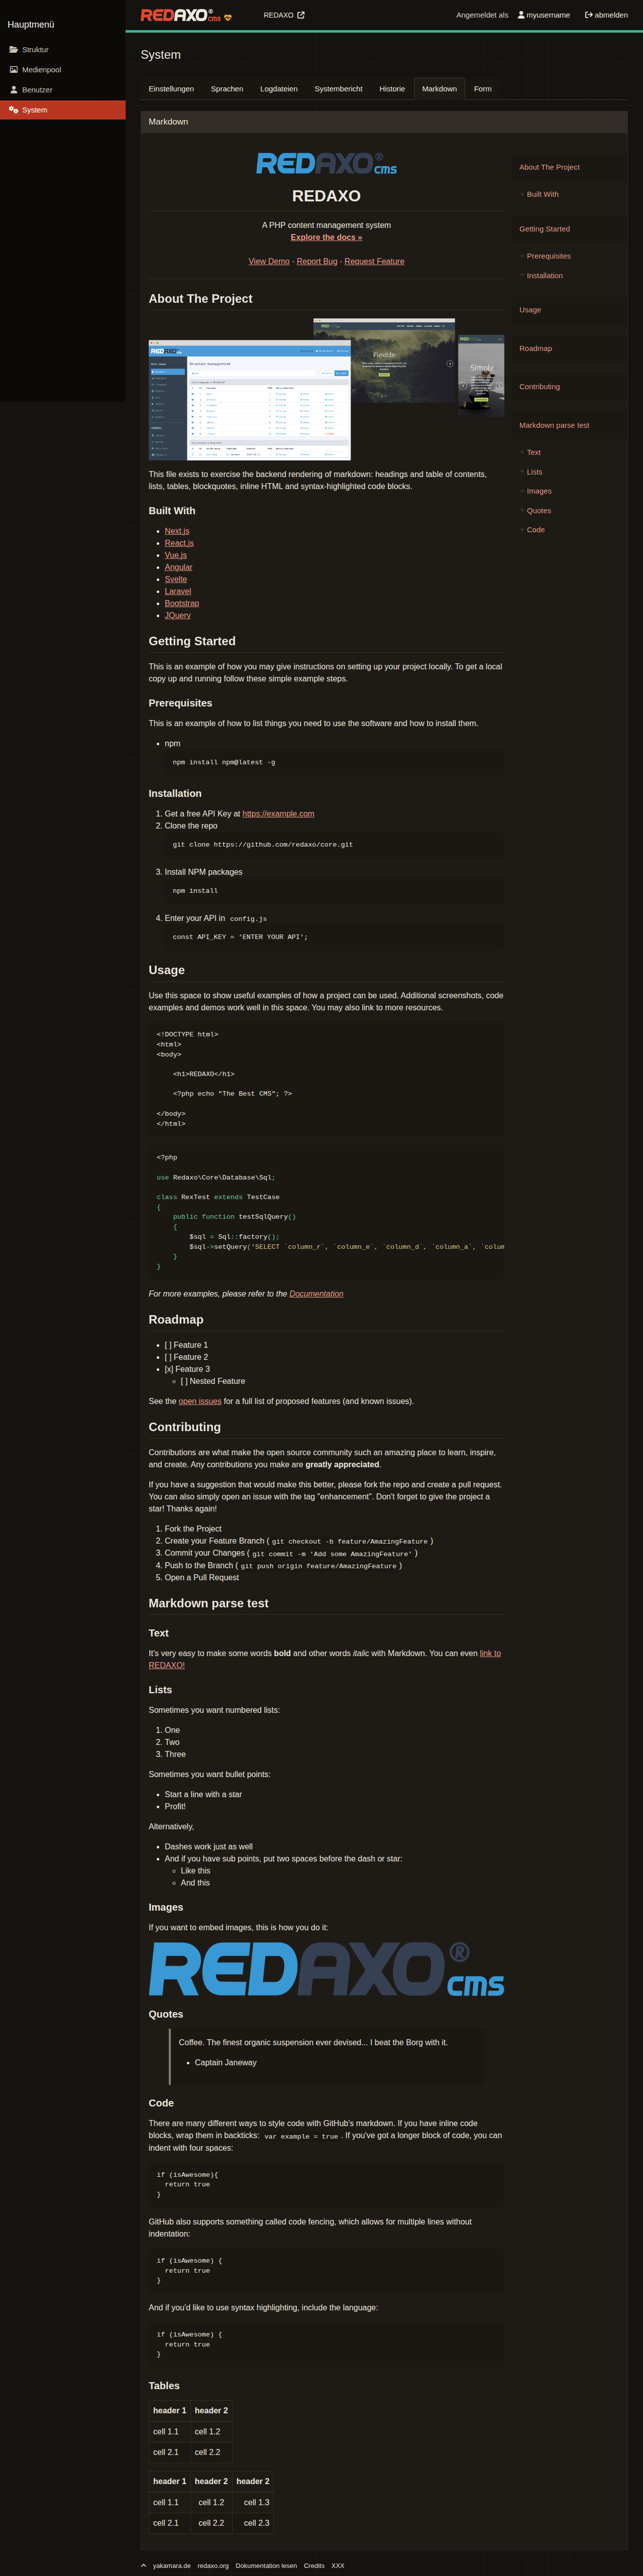 REDAXO® cms
REDAXO
Angemeldet als myusername abmelden
Hauptmenü
Struktur
Medienpool
Benutzer
System
System
Einstellungen Sprachen Logdateien Systembericht Historie Markdown Form
Markdown
REDAXO® cms
REDAXO
A PHP content management system
Explore the docs »
View Demo · Report Bug · Request Feature
About The Project
Flexible
Simple
This file exists to exercise the backend rendering of markdown: headings and table of contents,
lists, tables, blockquotes, inline HTML and syntax-highlighted code blocks.
Built With
Next.js
React.js
Vue.js
Angular
Svelte
Laravel
Bootstrap
JQuery
Getting Started
This is an example of how you may give instructions on setting up your project locally. To get a local
copy up and running follow these simple example steps.
Prerequisites
This is an example of how to list things you need to use the software and how to install them.
npm
npm install npm@latest -g
Installation
1. Get a free API Key at https://example.com
2. Clone the repo
git clone https://github.com/redaxo/core.git
3. Install NPM packages
npm install
4. Enter your API in config.js
const API_KEY = 'ENTER YOUR API';
Usage
Use this space to show useful examples of how a project can be used. Additional screenshots, code
examples and demos work well in this space. You may also link to more resources.
<!DOCTYPE html>
<html>
<body>
<h1>REDAXO</h1>
<?php echo "The Best CMS"; ?>
</body>
</html>
<?php
use Redaxo\Core\Database\Sql;
class RexTest extends TestCase
{
public function testSqlQuery()
{
$sql = Sql::factory();
$sql->setQuery('SELECT `column_r`, `column_e`, `column_d`, `column_a`, `colum
}
}
For more examples, please refer to the Documentation
Roadmap
[ ] Feature 1
[ ] Feature 2
[x] Feature 3
[ ] Nested Feature
See the open issues for a full list of proposed features (and known issues).
Contributing
Contributions are what make the open source community such an amazing place to learn, inspire,
and create. Any contributions you make are greatly appreciated.
If you have a suggestion that would make this better, please fork the repo and create a pull request.
You can also simply open an issue with the tag "enhancement". Don't forget to give the project a
star! Thanks again!
1. Fork the Project
2. Create your Feature Branch ( git checkout -b feature/AmazingFeature )
3. Commit your Changes ( git commit -m 'Add some AmazingFeature' )
4. Push to the Branch ( git push origin feature/AmazingFeature )
5. Open a Pull Request
Markdown parse test
Text
It's very easy to make some words bold and other words italic with Markdown. You can even link to
REDAXO!
Lists
Sometimes you want numbered lists:
1. One
2. Two
3. Three
Sometimes you want bullet points:
Start a line with a star
Profit!
Alternatively,
Dashes work just as well
And if you have sub points, put two spaces before the dash or star:
Like this
And this
Images
If you want to embed images, this is how you do it:
REDAXO® cms
Quotes
Coffee. The finest organic suspension ever devised... I beat the Borg with it.
Captain Janeway
Code
There are many different ways to style code with GitHub's markdown. If you have inline code
blocks, wrap them in backticks: var example = true . If you've got a longer block of code, you can
indent with four spaces:
if (isAwesome){
return true
}
GitHub also supports something called code fencing, which allows for multiple lines without
indentation:
if (isAwesome) {
return true
}
And if you'd like to use syntax highlighting, include the language:
if (isAwesome) {
return true
}
Tables
header 1 header 2
cell 1.1 cell 1.2
cell 2.1 cell 2.2
header 1 header 2 header 2
cell 1.1 cell 1.2 cell 1.3
cell 2.1 cell 2.2 cell 2.3
About The Project
Built With
Getting Started
Prerequisites
Installation
Usage
Roadmap
Contributing
Markdown parse test
Text
Lists
Images
Quotes
Code
yakamara.de redaxo.org Dokumentation lesen Credits XXX